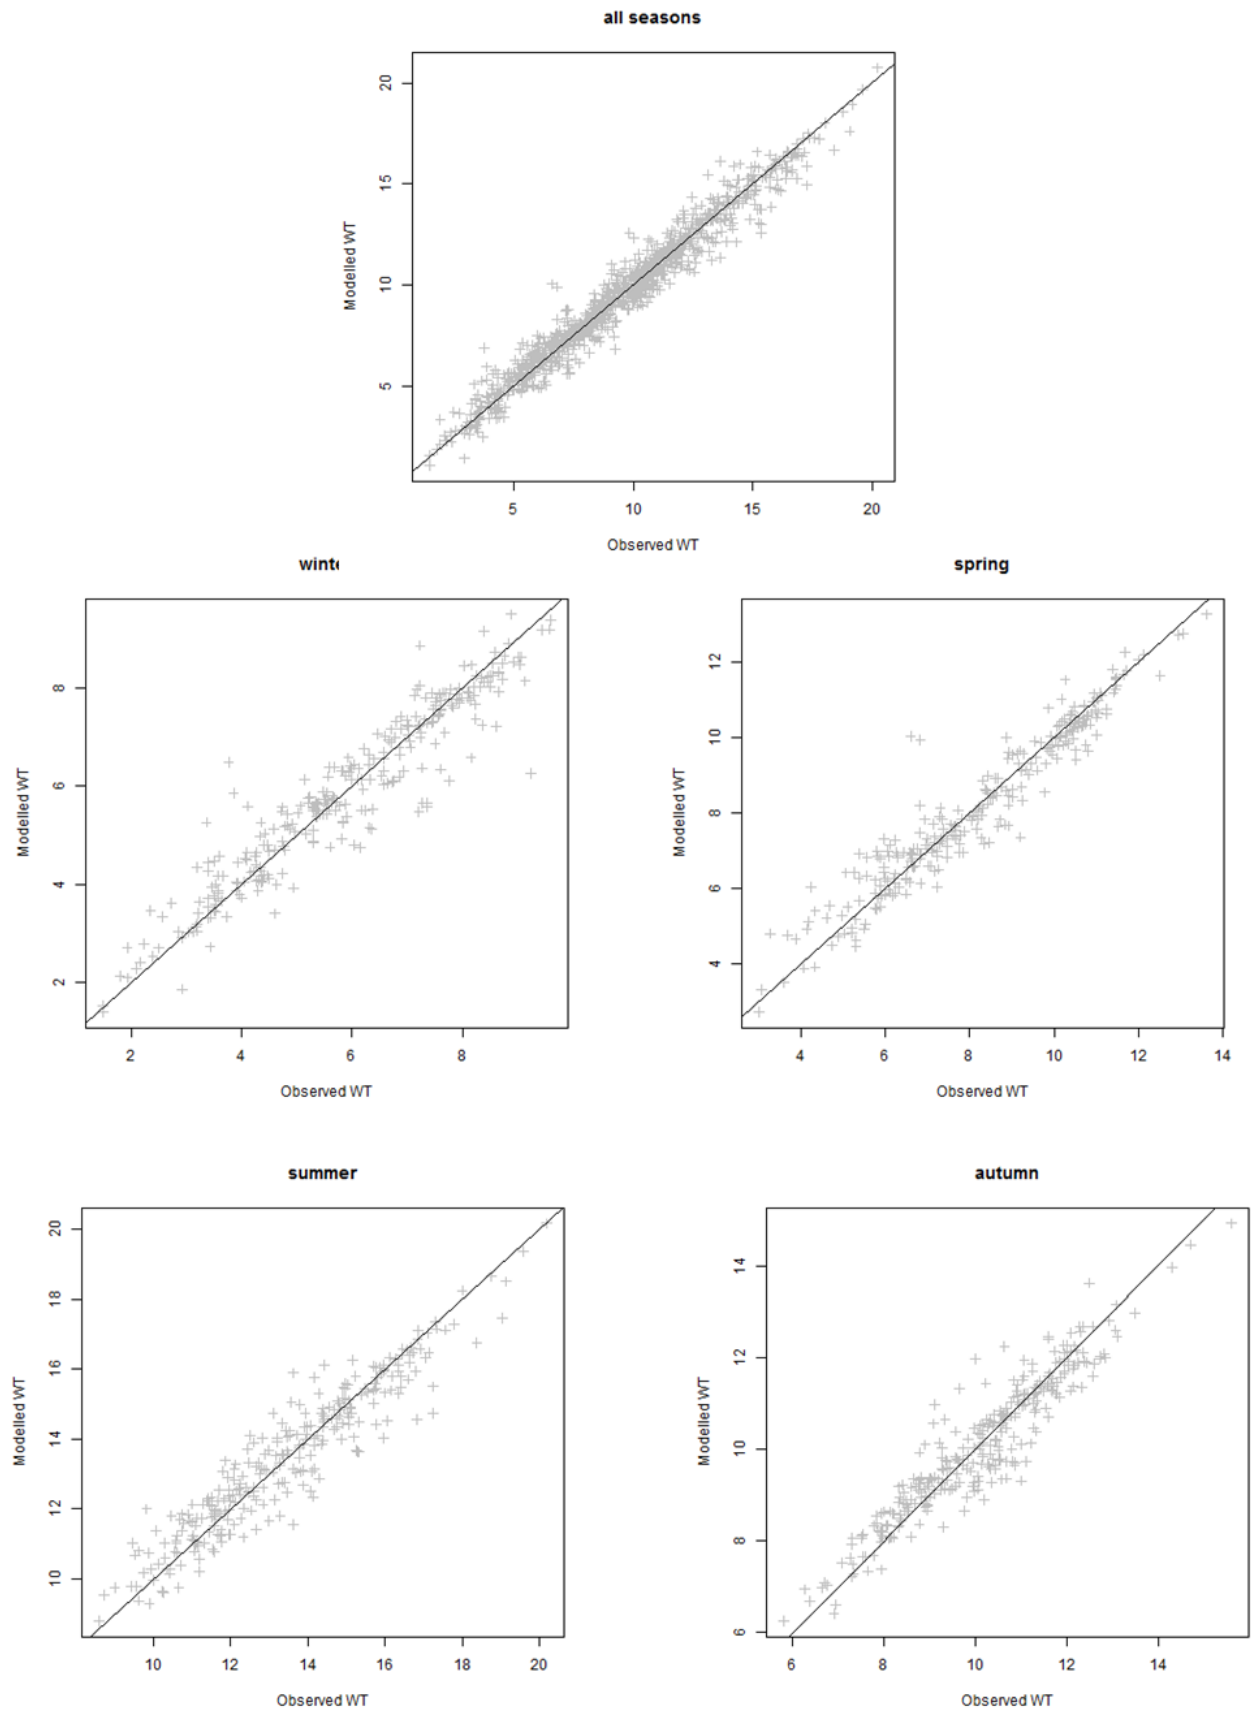 all seasons
20
15
10
5
Modelled WT
5 10 15 20
Observed WT
winte
spring
8
6
4
2
Modelled WT
2 4 6 8
Observed WT
12
10
8
6
4
Modelled WT
4 6 8 10 12 14
Observed WT
summer
autumn
20
18
16
14
12
10
Modelled WT
10 12 14 16 18 20
Observed WT
14
12
10
8
6
Modelled WT
6 8 10 12 14
Observed WT